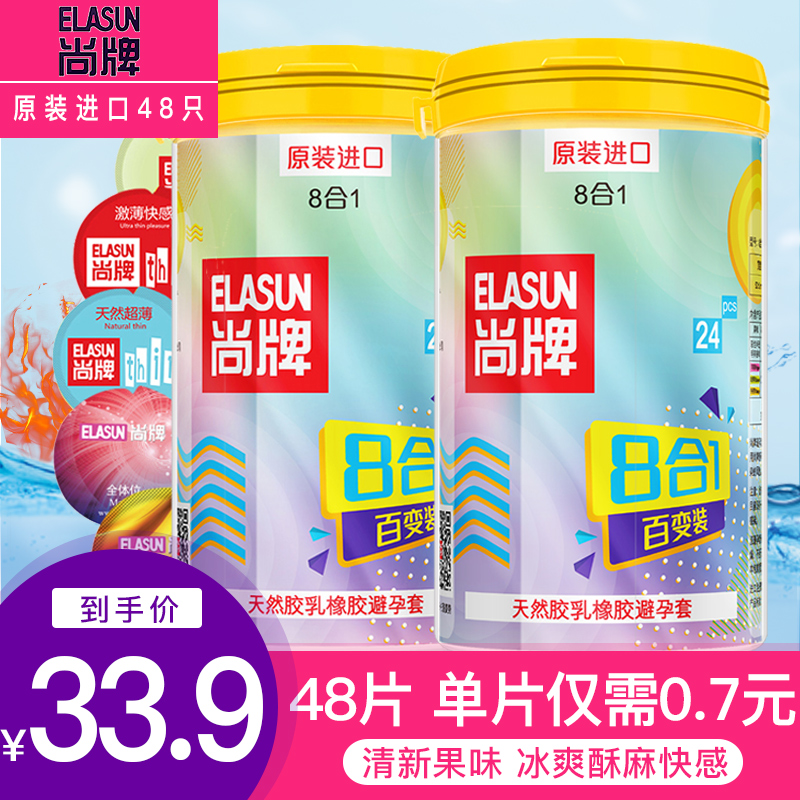 ELASUN
尚牌
原装进口48只
激薄快感
Ultra thin pleasure
ELASUN
尚牌
th
天然超薄
Natural thin
ELASUN
尚牌
thi
ELASUN 尚牌
全体位
ELASUN
原装进口
8合1
ELASUN
尚牌
8合1
百变装
天然胶乳橡胶避孕套
原装进口
8合1
ELASUN
尚牌
24
pcs
8合1
百变装
天然胶乳橡胶避孕套
到手价
¥33.9
48片 单片仅需0.7元
清新果味 冰爽酥麻快感